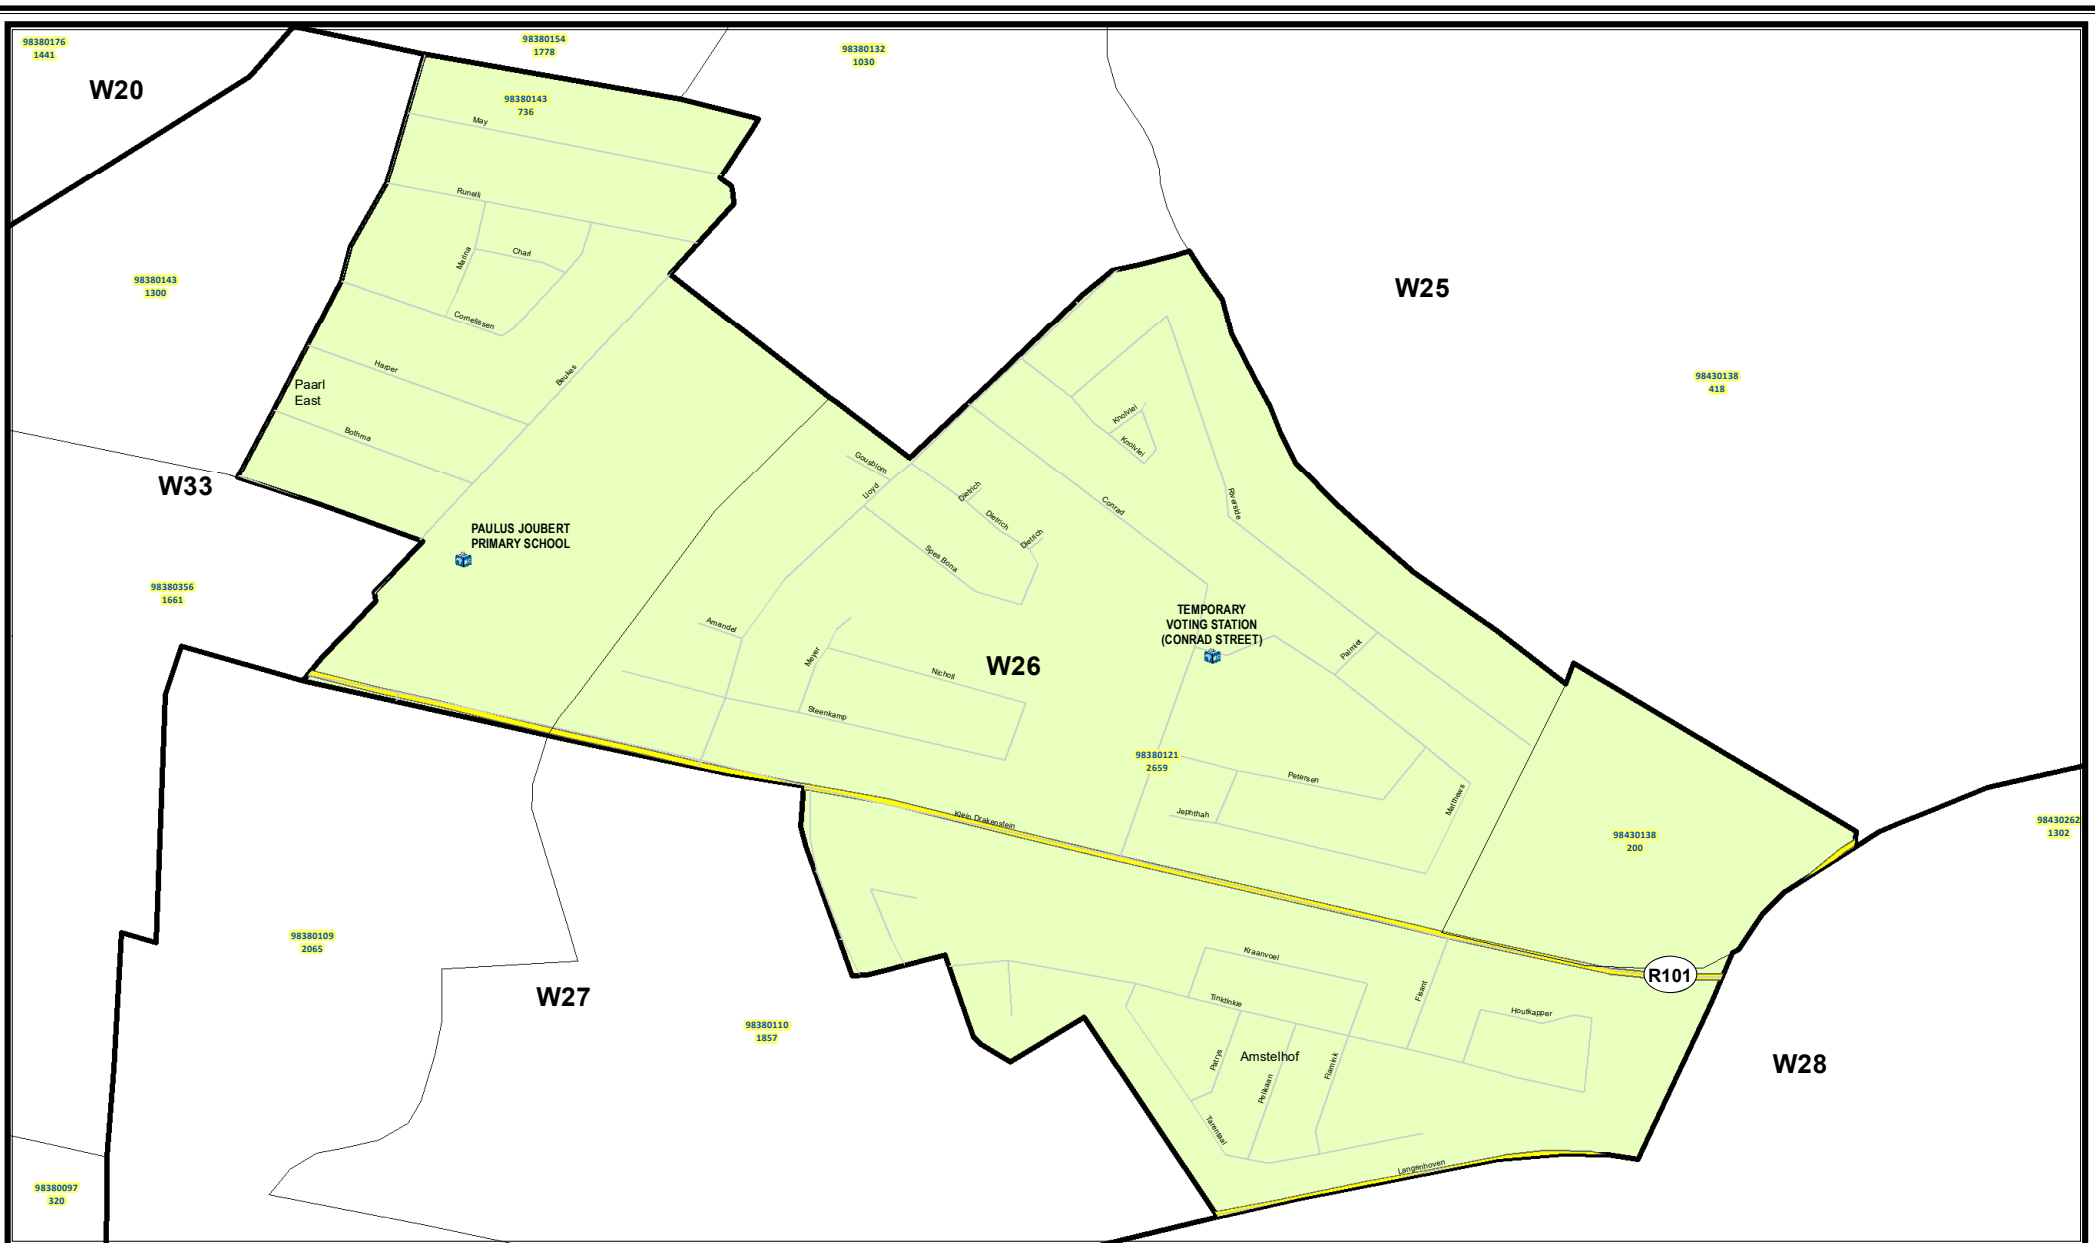 98380176
1441
98380154
1778
98380132
1030
W20
98380143
736
May
Runelli
Marina
Charl
98380143
1300
W25
Cornelissen
Harper
Beukes
Paarl
East
98430138
418
Bothma
Knolvlei
Knolvlei
Gousblom
Lloyd
Dietrich
Dietrich
Dietrich
Conrad
Riverside
W33
PAULUS JOUBERT
PRIMARY SCHOOL
Spes Bona
98380356
1661
TEMPORARY
VOTING STATION
(CONRAD STREET)
Amandel
Meyer
Nicholl
W26
Palmiet
Steenkamp
98380121
2659
Petersen
Matthews
Jephthah
Klein Drakenstein
98430138
200
98430262
1302
98380109
2065
Kraanvoel
R101
Fisant
Tinktinkie
Houtkapper
W27
98380110
1857
Patrys
Amstelhof
Flamink
Pelikaan
W28
Tarentaal
Langenhoven
98380097
320